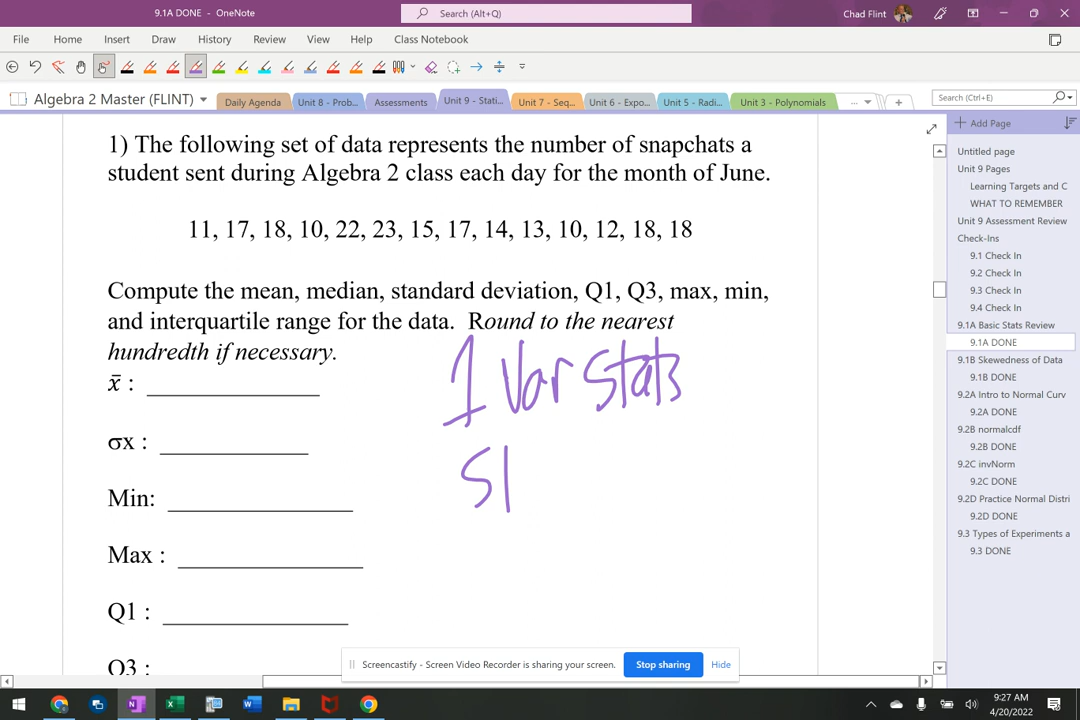 9.1A DONE - OneNote
Search (Alt+Q)
Chad Flint
File Home Insert Draw History Review View Help Class Notebook
Algebra 2 Master (FLINT)
Daily Agenda
Unit 8 - Prob...
Assessments
Unit 9 - Stati...
Unit 7 - Seq...
Unit 6 - Expo...
Unit 5 - Radi...
Unit 3 - Polynomials
...
Search (Ctrl+E)
1) The following set of data represents the number of snapchats a
student sent during Algebra 2 class each day for the month of June.
11, 17, 18, 10, 22, 23, 15, 17, 14, 13, 10, 12, 18, 18
Compute the mean, median, standard deviation, Q1, Q3, max, min,
and interquartile range for the data. Round to the nearest
hundredth if necessary.
1 Var Stats
x̄ :
σx :
Min:
Max :
Q1 :
Q3 :
Add Page
Untitled page
Unit 9 Pages
Learning Targets and C
WHAT TO REMEMBER
Unit 9 Assessment Review
Check-Ins
9.1 Check In
9.2 Check In
9.3 Check In
9.4 Check In
9.1A Basic Stats Review
9.1A DONE
9.1B Skewedness of Data
9.1B DONE
9.2A Intro to Normal Curv
9.2A DONE
9.2B normalcdf
9.2B DONE
9.2C invNorm
9.2C DONE
9.2D Practice Normal Distri
9.2D DONE
9.3 Types of Experiments a
9.3 DONE
Screencastify - Screen Video Recorder is sharing your screen.
Stop sharing
Hide
9:27 AM
4/20/2022